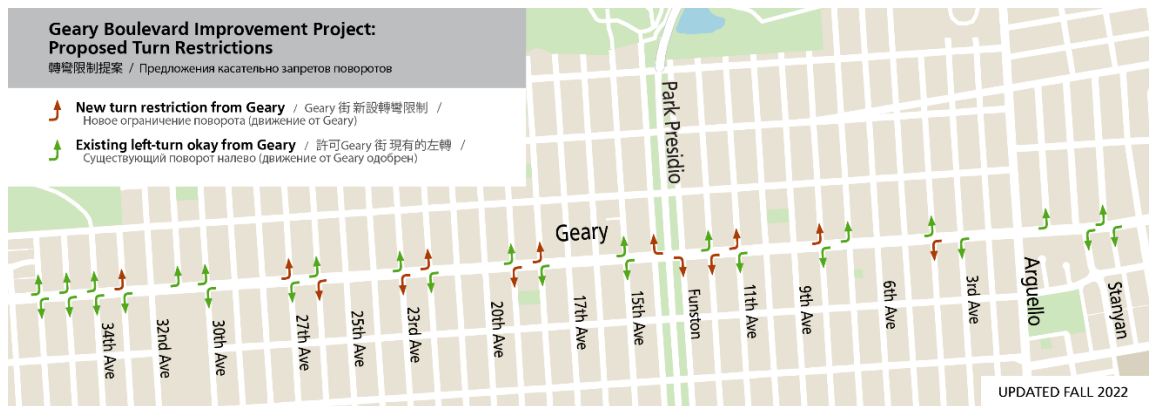 Geary Boulevard Improvement Project:
Proposed Turn Restrictions
轉彎限制提案 / Предложения касательно запретов поворотов
New turn restriction from Geary / Geary 街 新設轉彎限制 /
Новое ограничение поворота (движение от Geary)
Existing left-turn okay from Geary / 許可Geary 街 現有的左轉 /
Существующий поворот налево (движение от Geary одобрен)
Park Presidio
Geary
34th Ave
32nd Ave
30th Ave
27th Ave
25th Ave
23rd Ave
20th Ave
17th Ave
15th Ave
Funston
11th Ave
9th Ave
6th Ave
3rd Ave
Arguello
Stanyan
UPDATED FALL 2022